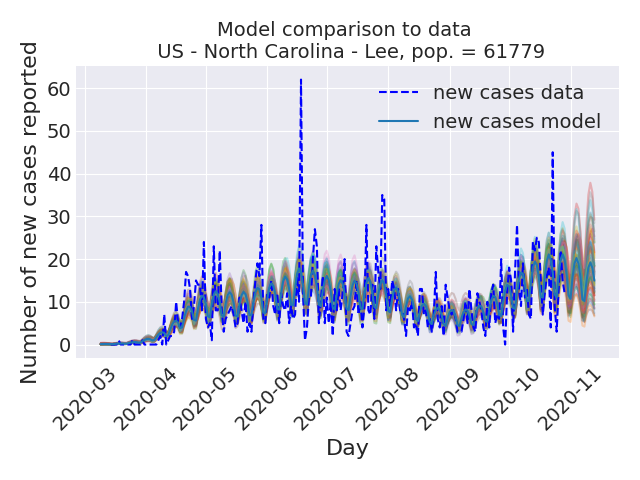 Model comparison to data
US - North Carolina - Lee, pop. = 61779
Number of new cases reported
60
50
40
30
20
10
0
new cases data
new cases model
2020-03
2020-04
2020-05
2020-06
2020-07
2020-08
2020-09
2020-10
2020-11
Day